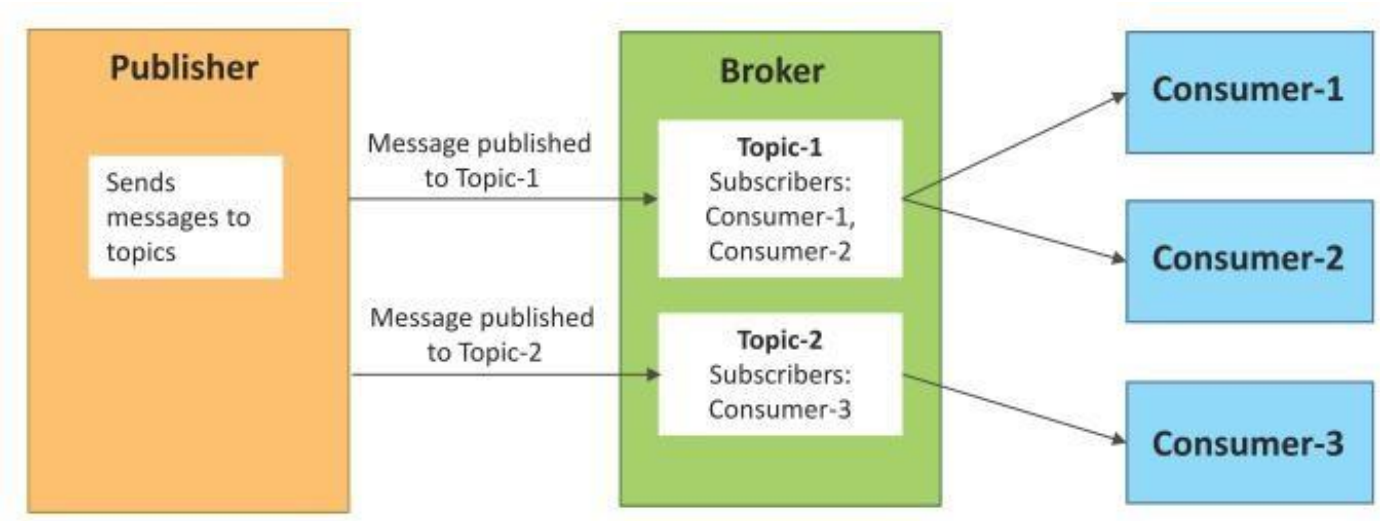 Publisher
Sends
messages to
topics
Message published
to Topic-1
Message published
to Topic-2
Broker
Topic-1
Subscribers:
Consumer-1,
Consumer-2
Topic-2
Subscribers:
Consumer-3
Consumer-1
Consumer-2
Consumer-3